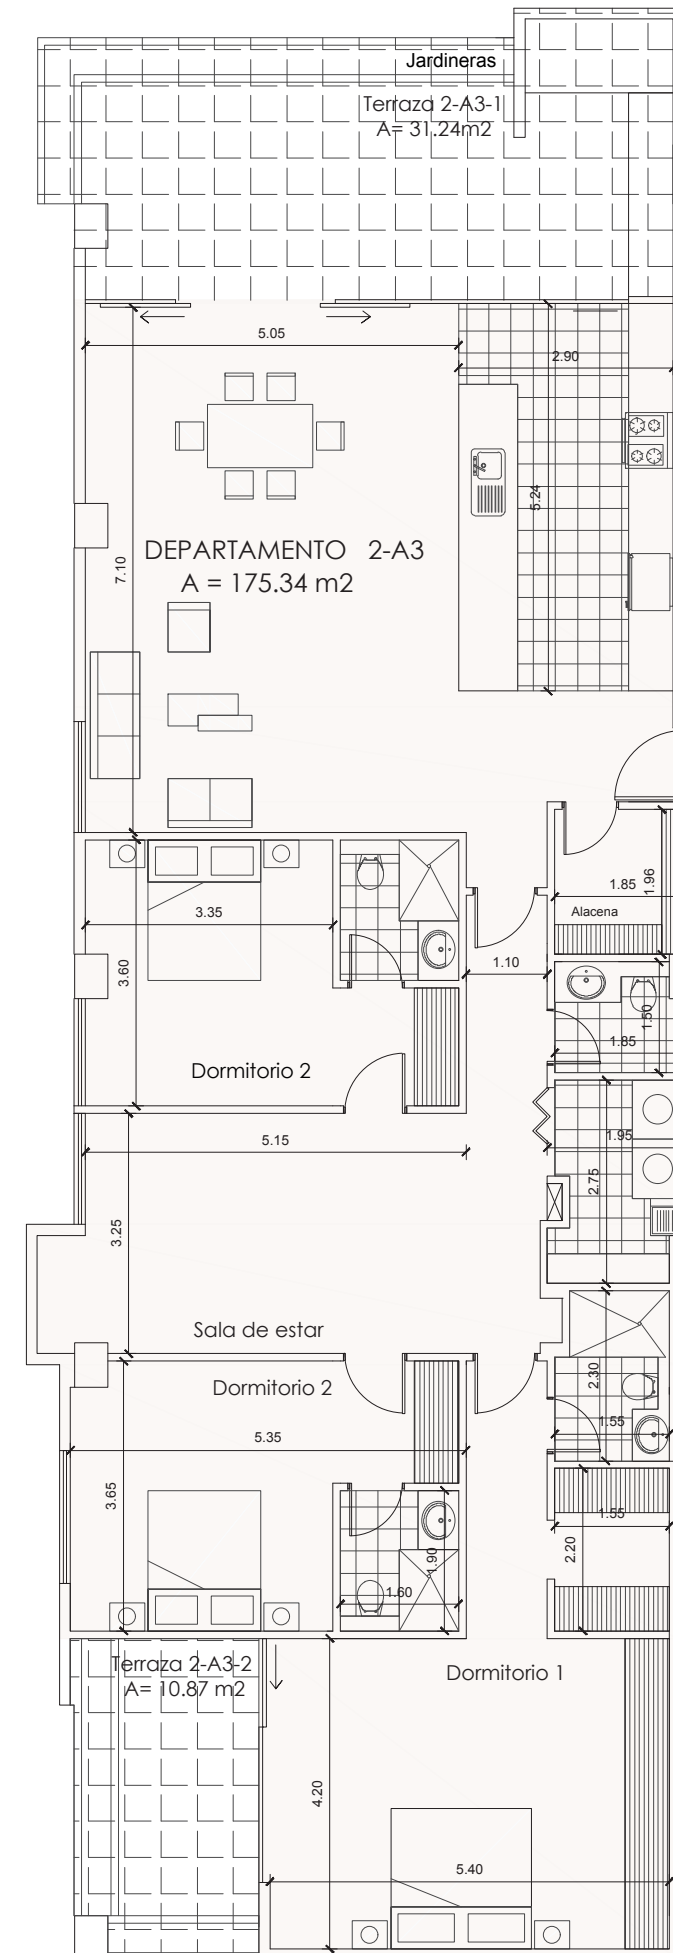 Jardineras
Terraza 2-A3-1
A= 31.24m2
5.05
2.90
5.24
DEPARTAMENTO 2-A3
A = 175.34 m2
7.10
1.85
1.96
Alacena
3.35
3.60
1.10
1.50
1.85
Dormitorio 2
5.15
1.95
2.75
3.25
Sala de estar
Dormitorio 2
2.30
1.55
5.35
3.65
1.55
2.20
1.90
1.60
Terraza 2-A3-2
A= 10.87 m2
Dormitorio 1
4.20
5.40